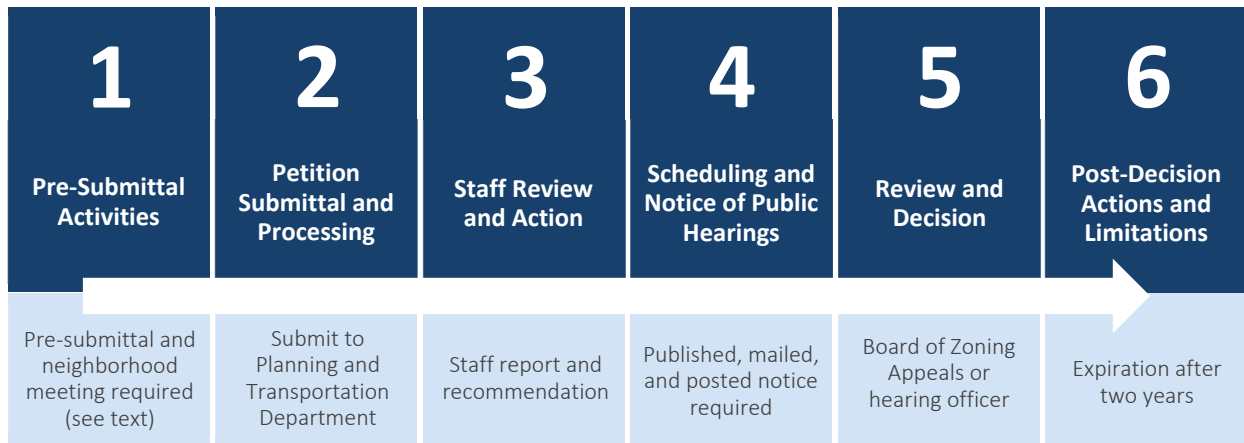 1
Pre-Submittal
Activities
Pre-submittal and
neighborhood
meeting required
(see text)
2
Petition
Submittal and
Processing
Submit to
Planning and
Transportation
Department
3
Staff Review
and Action
Staff report and
recommendation
4
Scheduling and
Notice of Public
Hearings
Published, mailed,
and posted notice
required
5
Review and
Decision
Board of Zoning
Appeals or
hearing officer
6
Post-Decision
Actions and
Limitations
Expiration after
two years